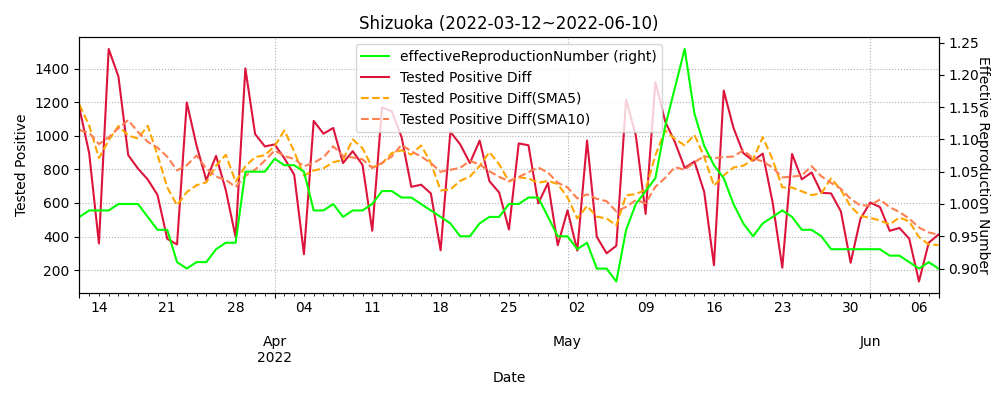 Shizuoka (2022-03-12~2022-06-10)
effectiveReproductionNumber (right)
Tested Positive Diff
Tested Positive Diff(SMA5)
Tested Positive Diff(SMA10)
Tested Positive
1400
1200
1000
800
600
400
200
1.25
1.20
1.15
1.10
1.05
1.00
0.95
0.90
Effective Reproduction Number
14 21 28 04 11 18 25 02 09 16 23 30 06
Apr May Jun
2022
Date